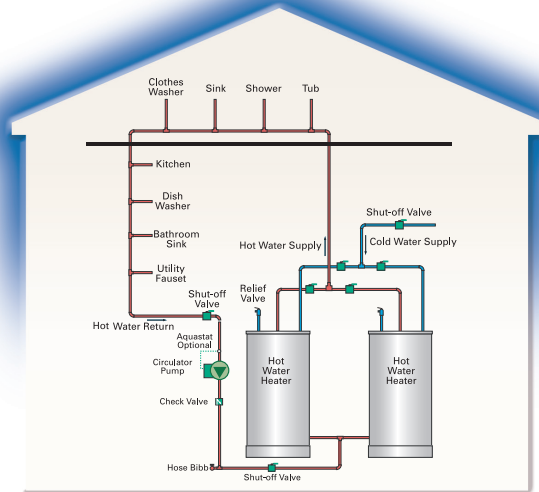 Clothes
Washer
Sink
Shower
Tub
Kitchen
Dish
Washer
Bathroom
Sink
Utility
Fauset
Shut-off
Valve
Hot Water Return
Aquastat
Optional
Circulator
Pump
Check Valve
Hose Bibb
Shut-off Valve
Hot Water Supply
Relief
Valve
Shut-off Valve
Cold Water Supply
Hot
Water
Heater
Hot
Water
Heater